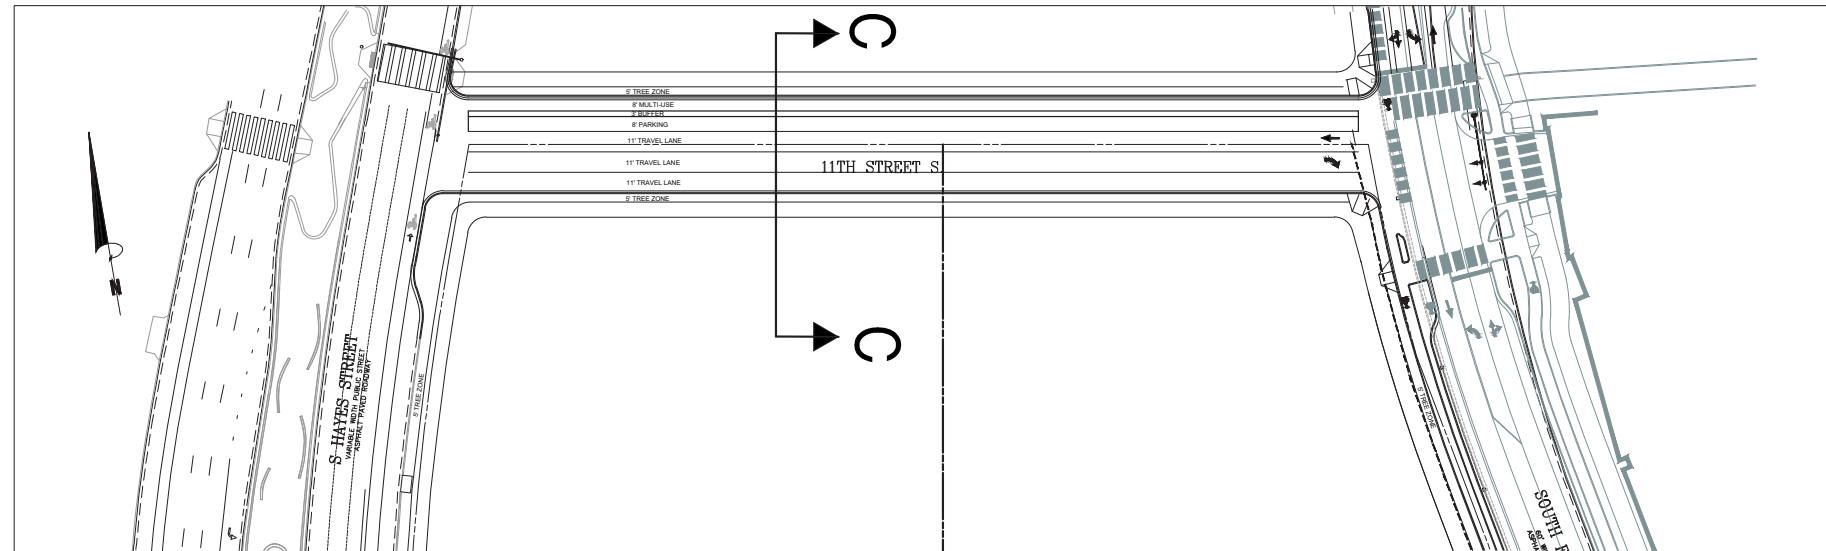 C
5' TREE ZONE
8' MULTI-USE
3' BUFFER
8' PARKING
11' TRAVEL LANE
11' TRAVEL LANE
11TH STREET S.
11' TRAVEL LANE
5' TREE ZONE
N
C
S HAYES STREET
VARIABLE WIDTH PUBLIC STREET
ASPHALT PAVED ROADWAY
5' TREE ZONE
5' TREE ZONE
SOUTH
60'